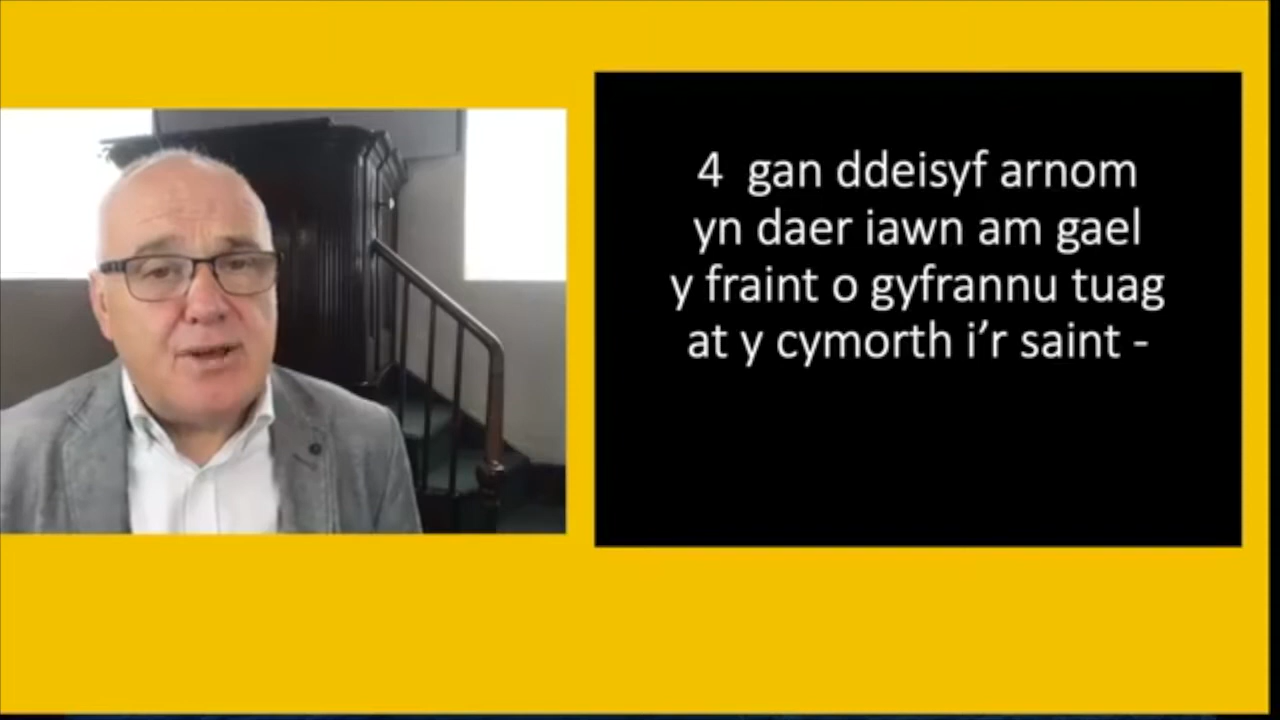 4 gan ddeisyf arnom
yn daer iawn am gael
y fraint o gyfrannu tuag
at y cymorth i’r saint -